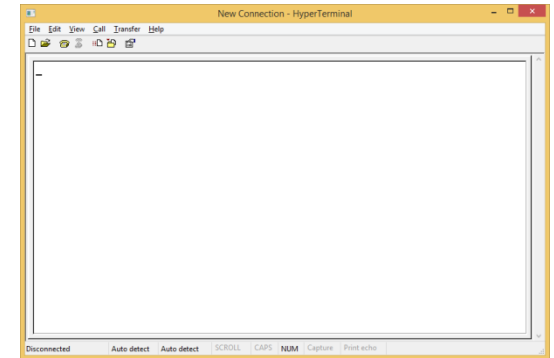 New Connection - HyperTerminal
File Edit View Call Transfer Help
Disconnected Auto detect Auto detect SCROLL CAPS NUM Capture Print echo